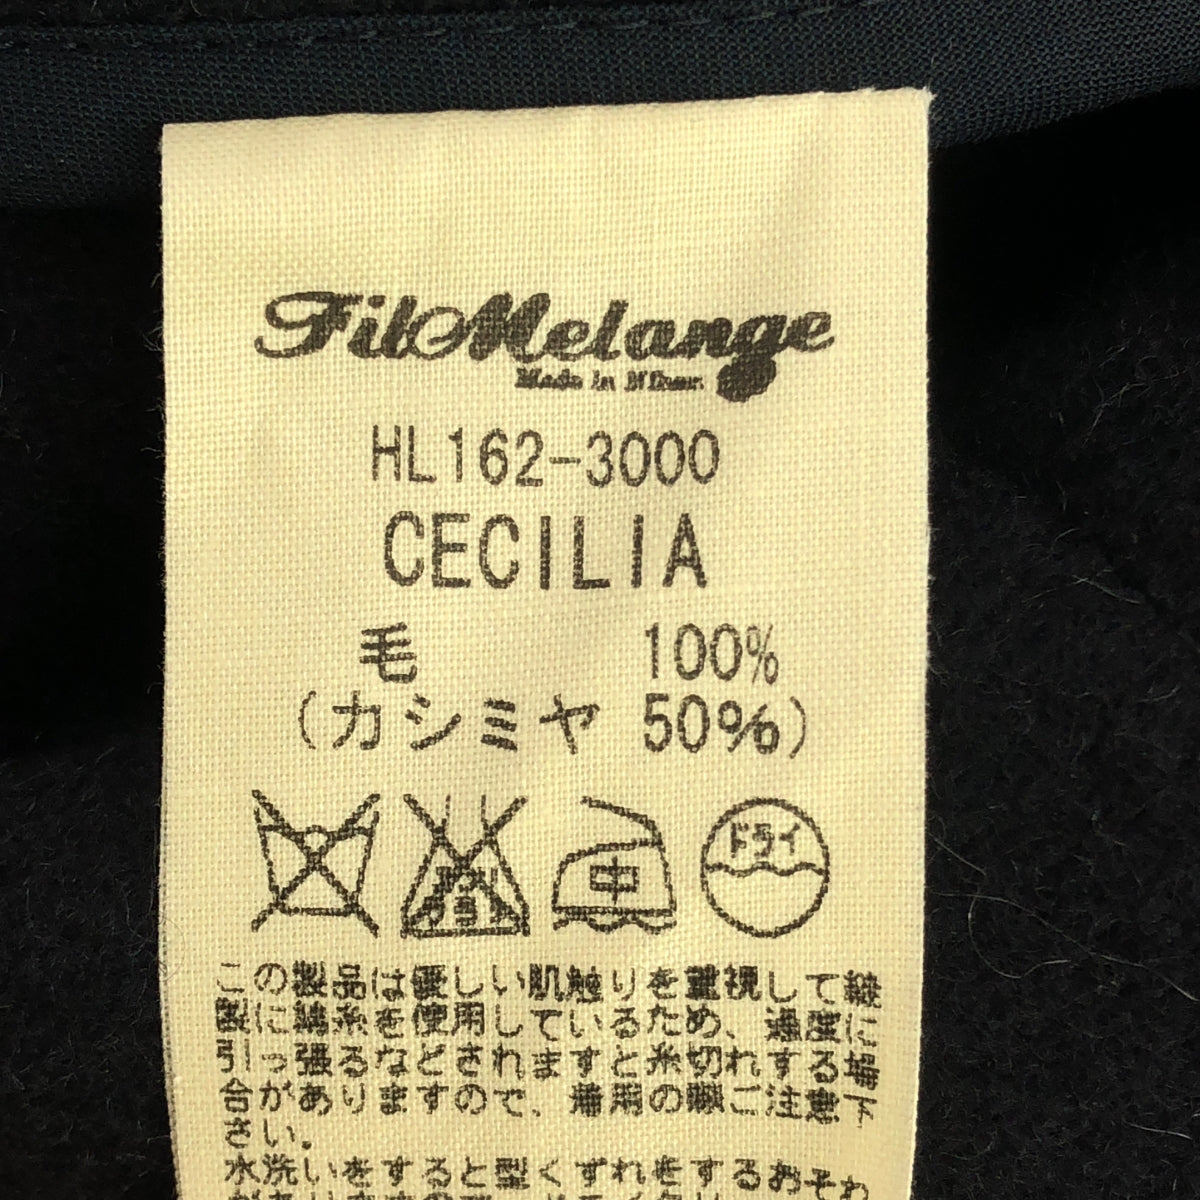 FilMelange
Made in
HL162-3000
CECILIA
毛 100%
(カシミヤ 50%)
中 ドライ
この製品は優しい肌触りを重視して縫
製に綿糸を使用しているため、過度に
引っ張るなどされますと糸切れする場
合がありますので、着用の際ご注意下
さい.
水洗いをすると型くずれをするおそれ